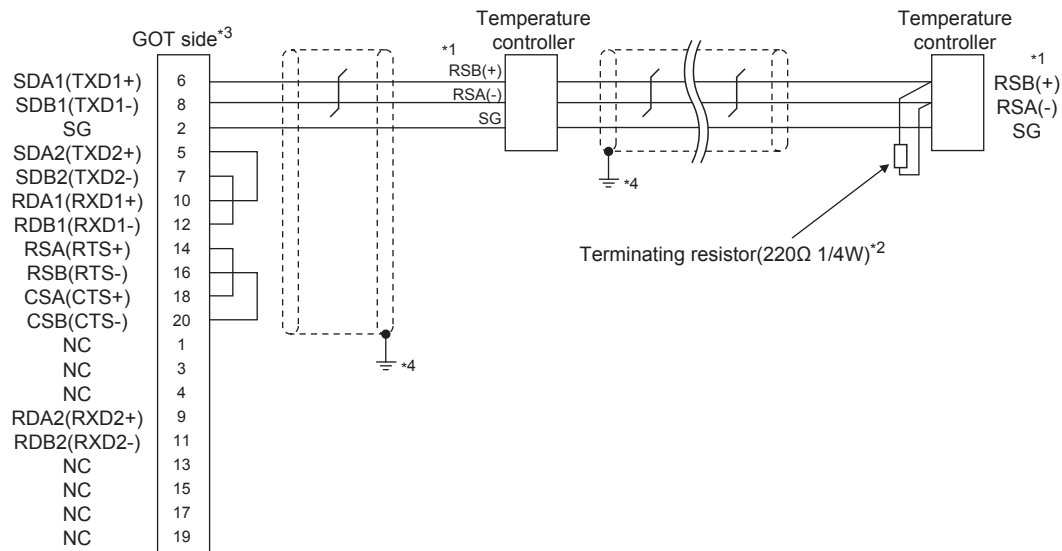 GOT side*3
Temperature
controller
Temperature
controller
*1
*1
SDA1(TXD1+) 6 RSB(+) RSB(+)
SDB1(TXD1-) 8 RSA(-) RSA(-)
SG 2 SG SG
SDA2(TXD2+) 5
SDB2(TXD2-) 7
RDA1(RXD1+) 10
RDB1(RXD1-) 12
RSA(RTS+) 14
RSB(RTS-) 16
CSA(CTS+) 18
CSB(CTS-) 20
NC 1
NC 3
NC 4
RDA2(RXD2+) 9
RDB2(RXD2-) 11
NC 13
NC 15
NC 17
NC 19
*4
*4
Terminating resistor(220Ω 1/4W)*2